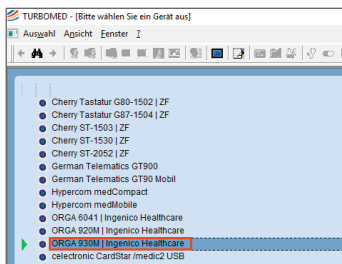 TURBOMED - [Bitte wählen Sie ein Gerät aus]
Auswahl Ansicht Fenster ?
Cherry Tastatur G80-1502 | ZF
Cherry Tastatur G87-1504 | ZF
Cherry ST-1503 | ZF
Cherry ST-1530 | ZF
Cherry ST-2052 | ZF
German Telematics GT900
German Telematics GT90 Mobil
Hypercom medCompact
Hypercom medMobile
ORGA 6041 | Ingenico Healthcare
ORGA 920M | Ingenico Healthcare
ORGA 930M | Ingenico Healthcare
celectronic CardStar /medic2 USB